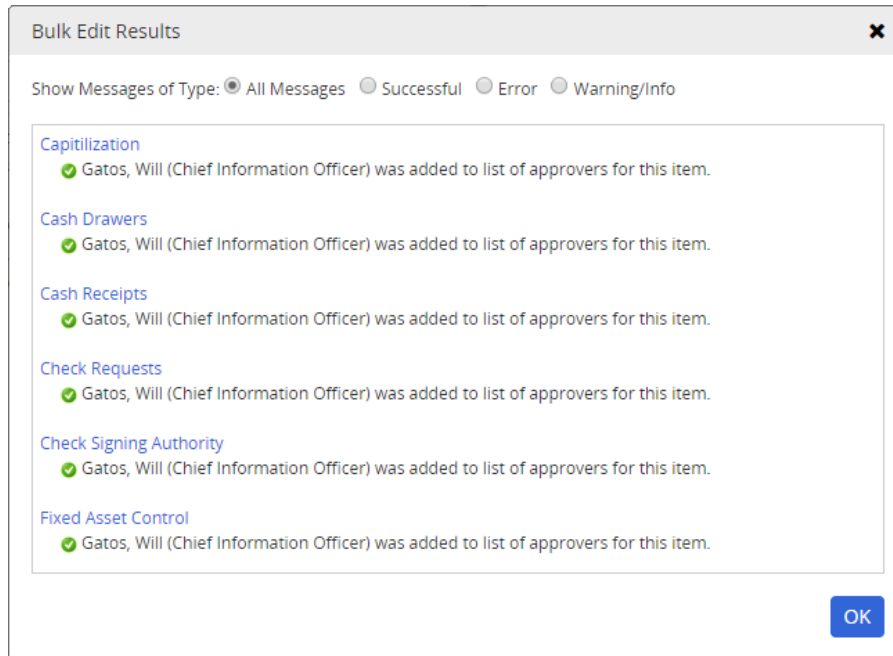 Bulk Edit Results
Show Messages of Type: All Messages Successful Error Warning/Info
Capitilization
Gatos, Will (Chief Information Officer) was added to list of approvers for this item.
Cash Drawers
Gatos, Will (Chief Information Officer) was added to list of approvers for this item.
Cash Receipts
Gatos, Will (Chief Information Officer) was added to list of approvers for this item.
Check Requests
Gatos, Will (Chief Information Officer) was added to list of approvers for this item.
Check Signing Authority
Gatos, Will (Chief Information Officer) was added to list of approvers for this item.
Fixed Asset Control
Gatos, Will (Chief Information Officer) was added to list of approvers for this item.
OK